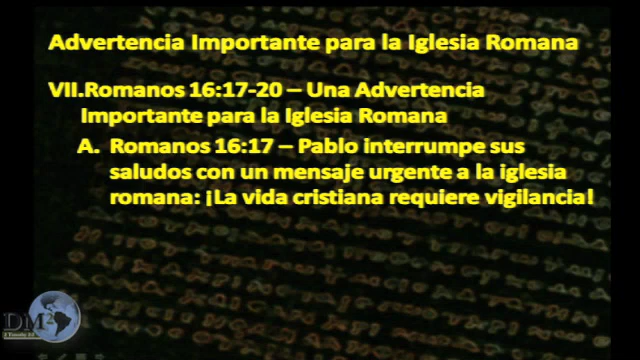 Advertencia Importante para la Iglesia Romana
VII.Romanos 16:17-20 – Una Advertencia
Importante para la Iglesia Romana
A. Romanos 16:17 – Pablo interrumpe sus
saludos con un mensaje urgente a la iglesia
romana: ¡La vida cristiana requiere vigilancia!
DM2